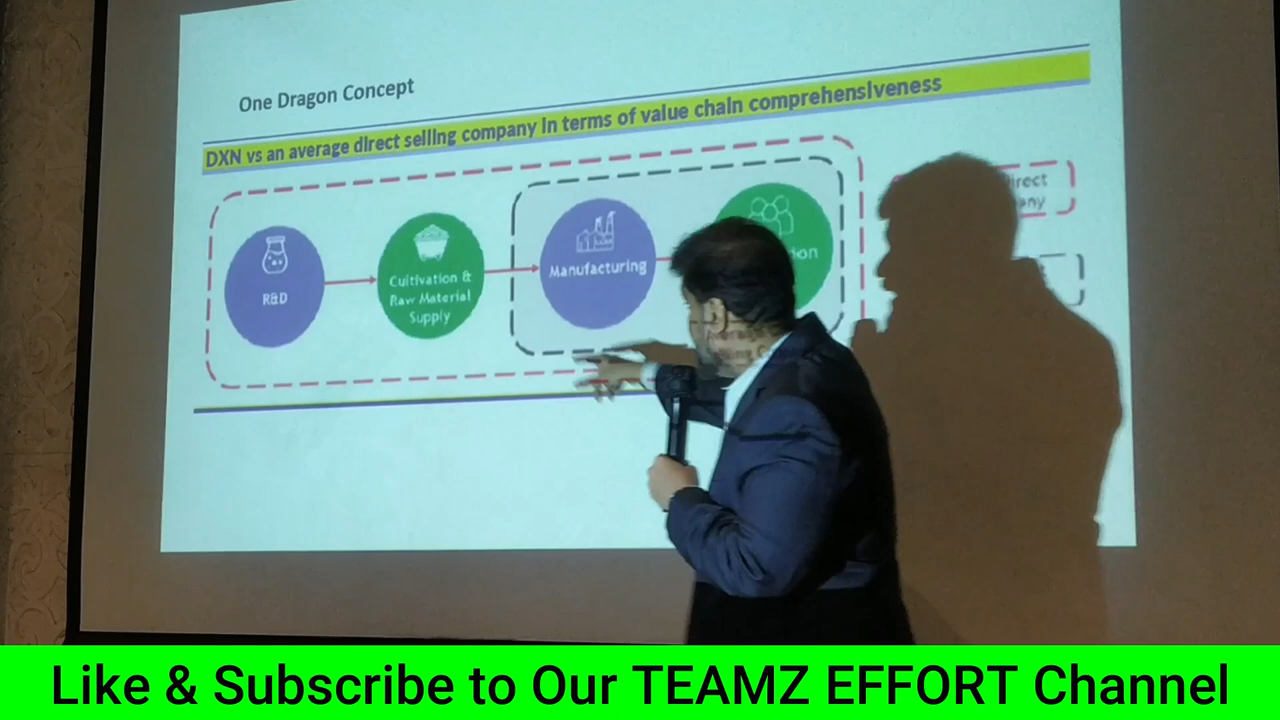 One Dragon Concept
DXN vs an average direct selling company in terms of value chain comprehensiveness
R&D
Cultivation &
Raw Material
Supply
Manufacturing
Like & Subscribe to Our TEAMZ EFFORT Channel